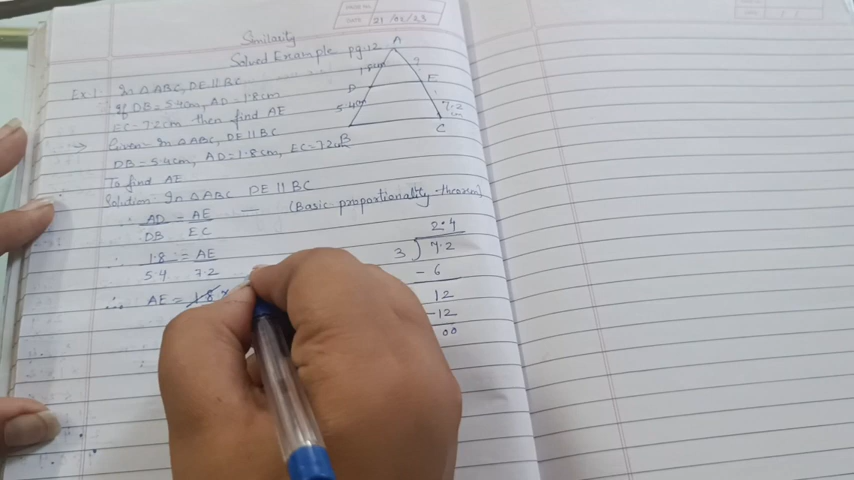 PAGE NO.
DATE 21/02/23
Similarity
Solved Example pg.12
Ex 1. In △ABC, DE || BC
If DB = 5.4cm, AD = 1.8cm
EC = 7.2cm then find AE
→ Given - In △ABC, DE || BC
DB = 5.4cm, AD = 1.8cm, EC = 7.2cm
To find AE
Solution: In △ABC DE || BC
∴ AD = AE — (Basic proportionality theorem)
DB EC
∴ 1.8 = AE
5.4 7.2
∴ AE = 1.8 ×
A
1.8cm
?
D
E
5.4cm
7.2
cm
B
C
2.4
3 ) 7.2
- 6
12
- 12
00